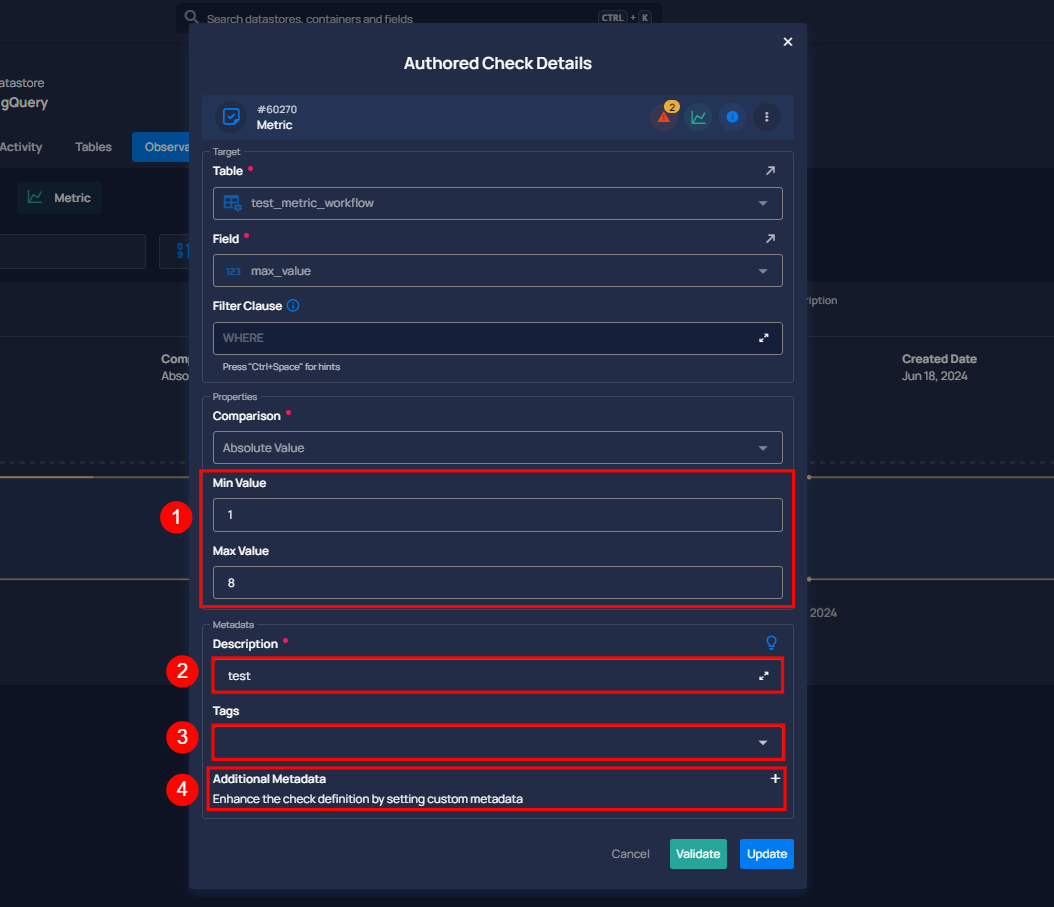 Search datastores, containers and fields
CTRL + K
Authored Check Details
atastore
gQuery
#60270
Metric
2
Activity
Tables
Observa
Target
Table
test_metric_workflow
Metric
Field
123 max_value
Filter Clause
ription
WHERE
Com
Abso
Created Date
Jun 18, 2024
Press "Ctrl+Space" for hints
Properties
Comparison
Absolute Value
Min Value
1
1
Max Value
8
2024
Metadata
Description
2
test
Tags
3
4
Additional Metadata
+
Enhance the check definition by setting custom metadata
Cancel
Validate
Update